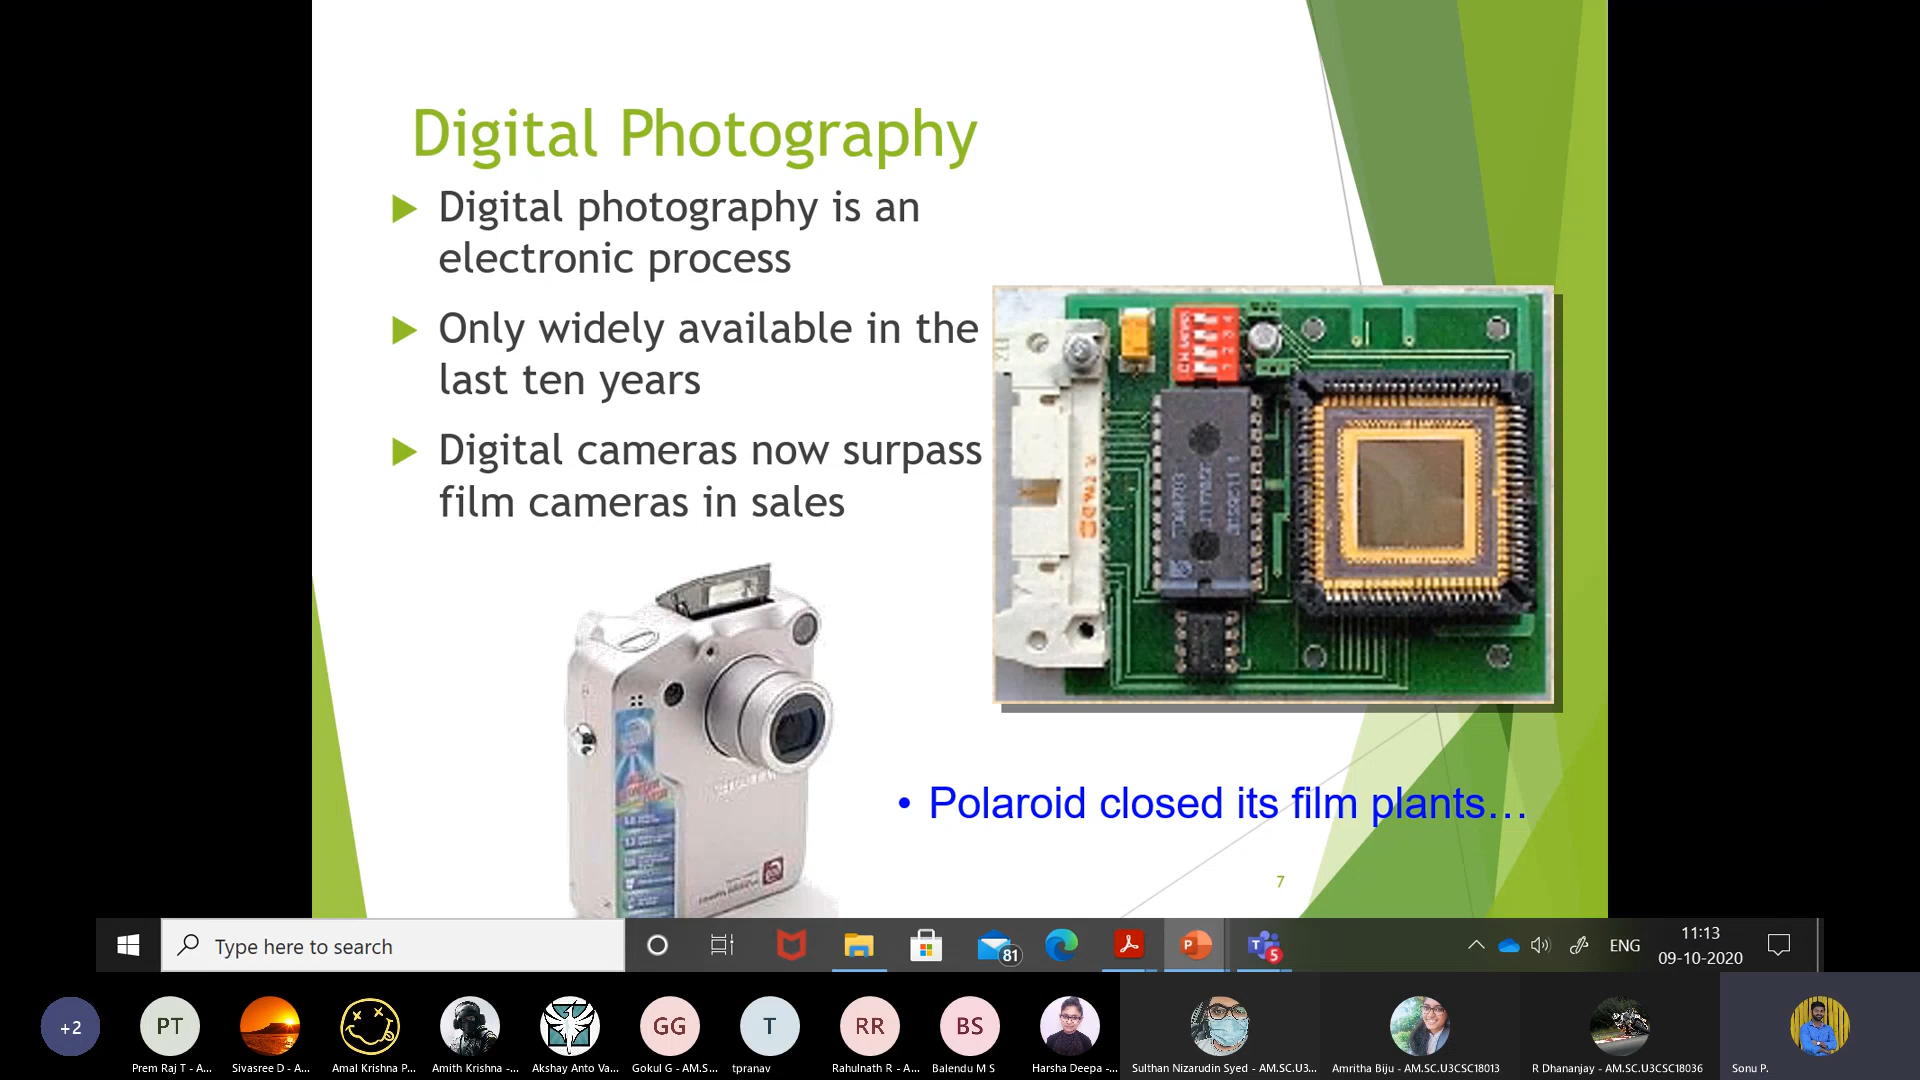 Digital Photography
Digital photography is an
electronic process
Only widely available in the
last ten years
Digital cameras now surpass
film cameras in sales
• Polaroid closed its film plants...
7
Type here to search
81
5
ENG
11:13
09-10-2020
+2
PT
GG
T
RR
BS
Prem Raj T - A...
Sivasree D - A...
Amal Krishna P...
Amith Krishna -...
Akshay Anto Va...
Gokul G - AM.S...
tpranav
Rahulnath R - A...
Balendu M S
Harsha Deepa -...
Sulthan Nizarudin Syed - AM.SC.U3...
Amritha Biju - AM.SC.U3CSC18013
R Dhananjay - AM.SC.U3CSC18036
Sonu P.